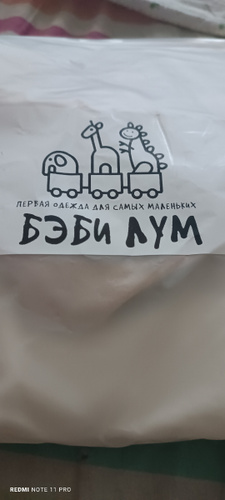 ПЕРВАЯ ОДЕЖДА ДЛЯ САМЫХ МАЛЕНЬКИХ
БЭБИ ЛУМ
REDMI NOTE 11 PRO